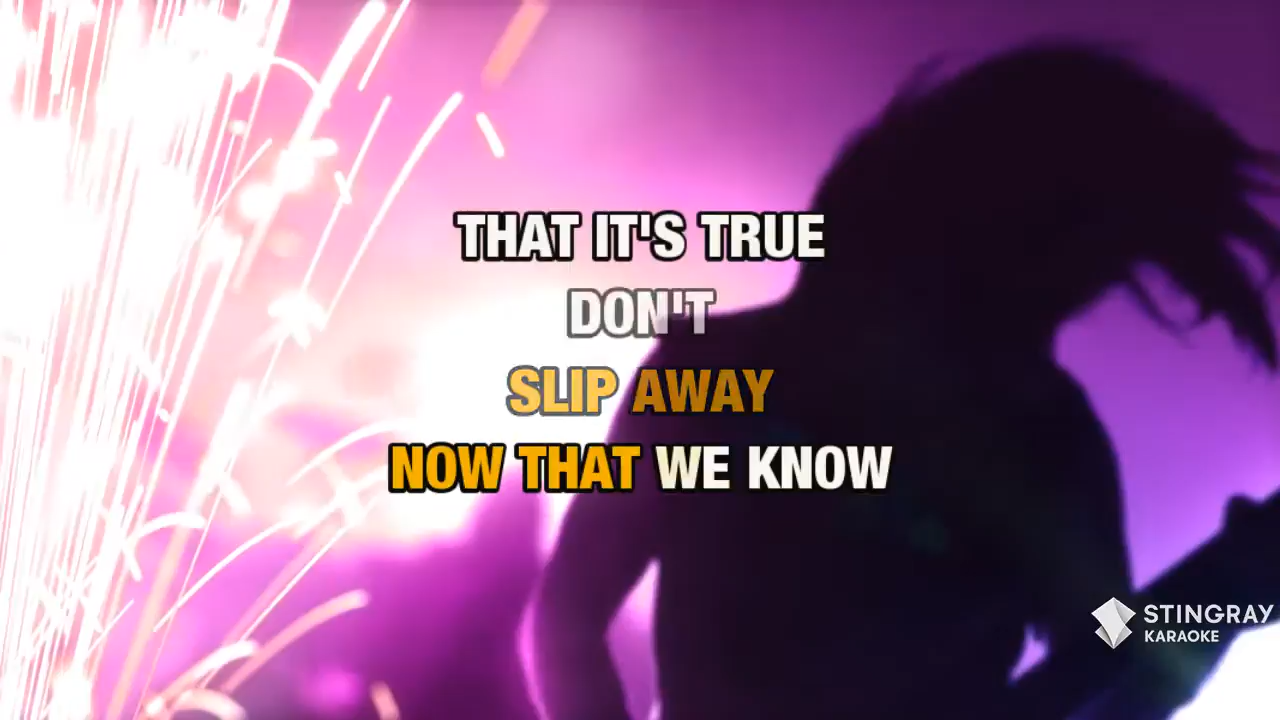 THAT IT'S TRUE
DON'T
SLIP AWAY
NOW THAT WE KNOW
STINGRAY
KARAOKE